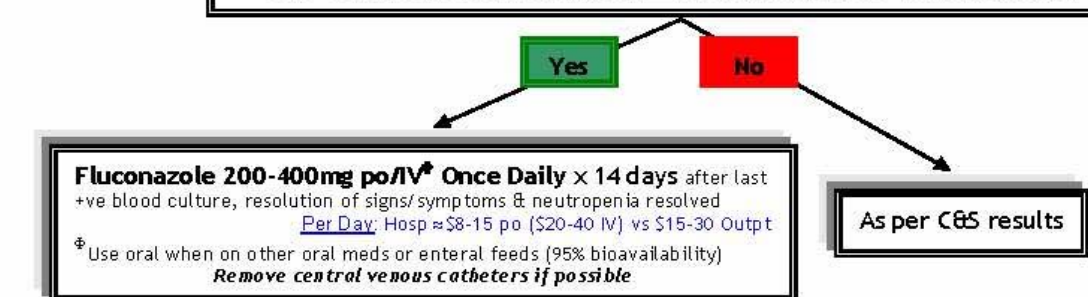 Yes
No
Fluconazole 200-400mg po/IVᶲ Once Daily x 14 days after last
+ve blood culture, resolution of signs/symptoms & neutropenia resolved
Per Day: Hosp ≈$8-15 po ($20-40 IV) vs $15-30 Outpt
ᶲUse oral when on other oral meds or enteral feeds (95% bioavailability)
Remove central venous catheters if possible
As per C&S results